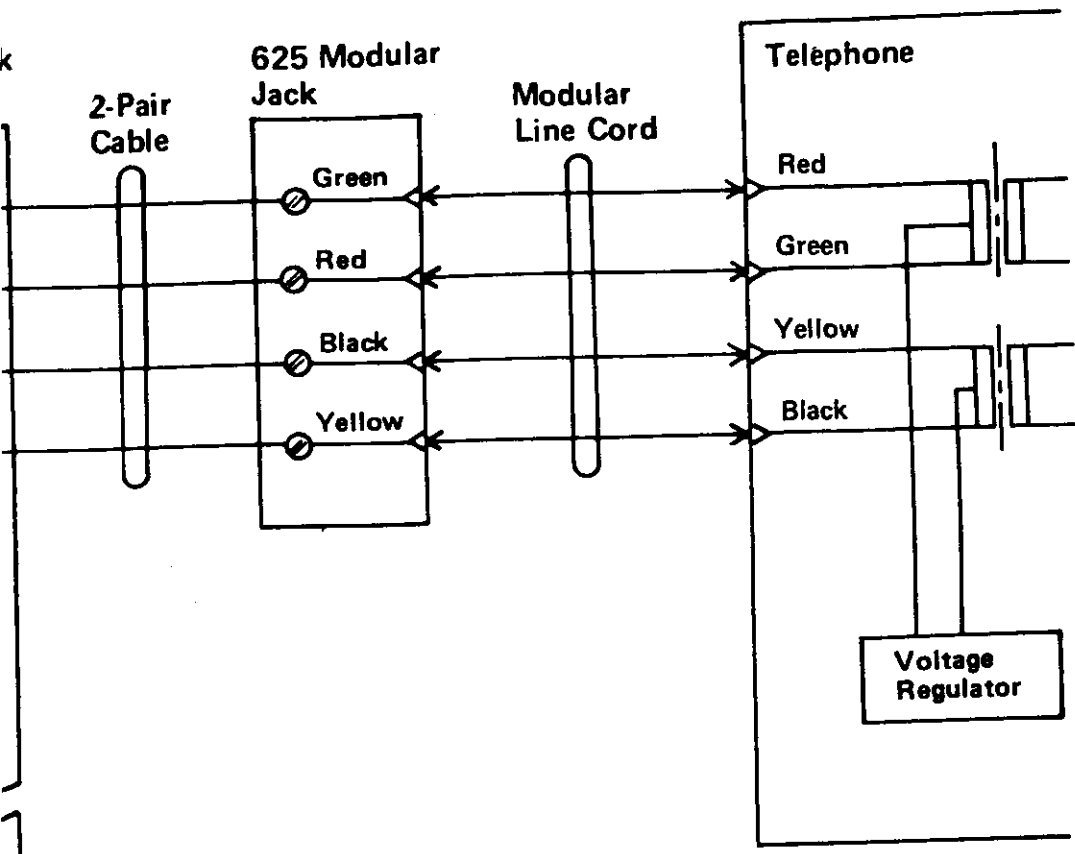 k
2-Pair
Cable
625 Modular
Jack
Green
Red
Black
Yellow
Modular
Line Cord
Telephone
Red
Green
Yellow
Black
Voltage
Regulator